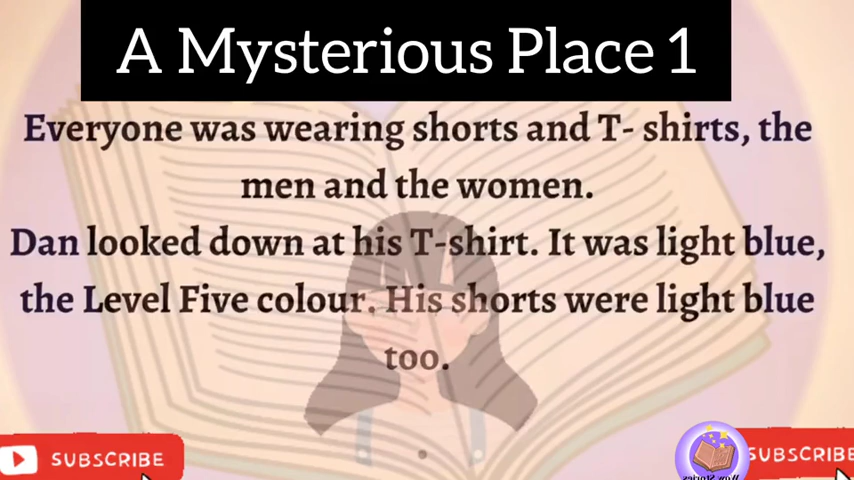 A Mysterious Place 1
Everyone was wearing shorts and T- shirts, the
men and the women.
Dan looked down at his T-shirt. It was light blue,
the Level Five colour. His shorts were light blue
too.
SUBSCRIBE
SUBSCRIBE